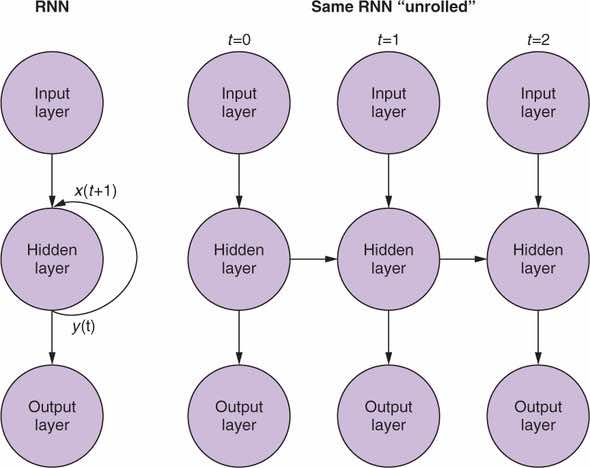 RNN
Same RNN “unrolled”
t=0
t=1
t=2
Input
layer
Input
layer
Input
layer
Input
layer
x(t+1)
Hidden
layer
Hidden
layer
Hidden
layer
Hidden
layer
y(t)
Output
layer
Output
layer
Output
layer
Output
layer